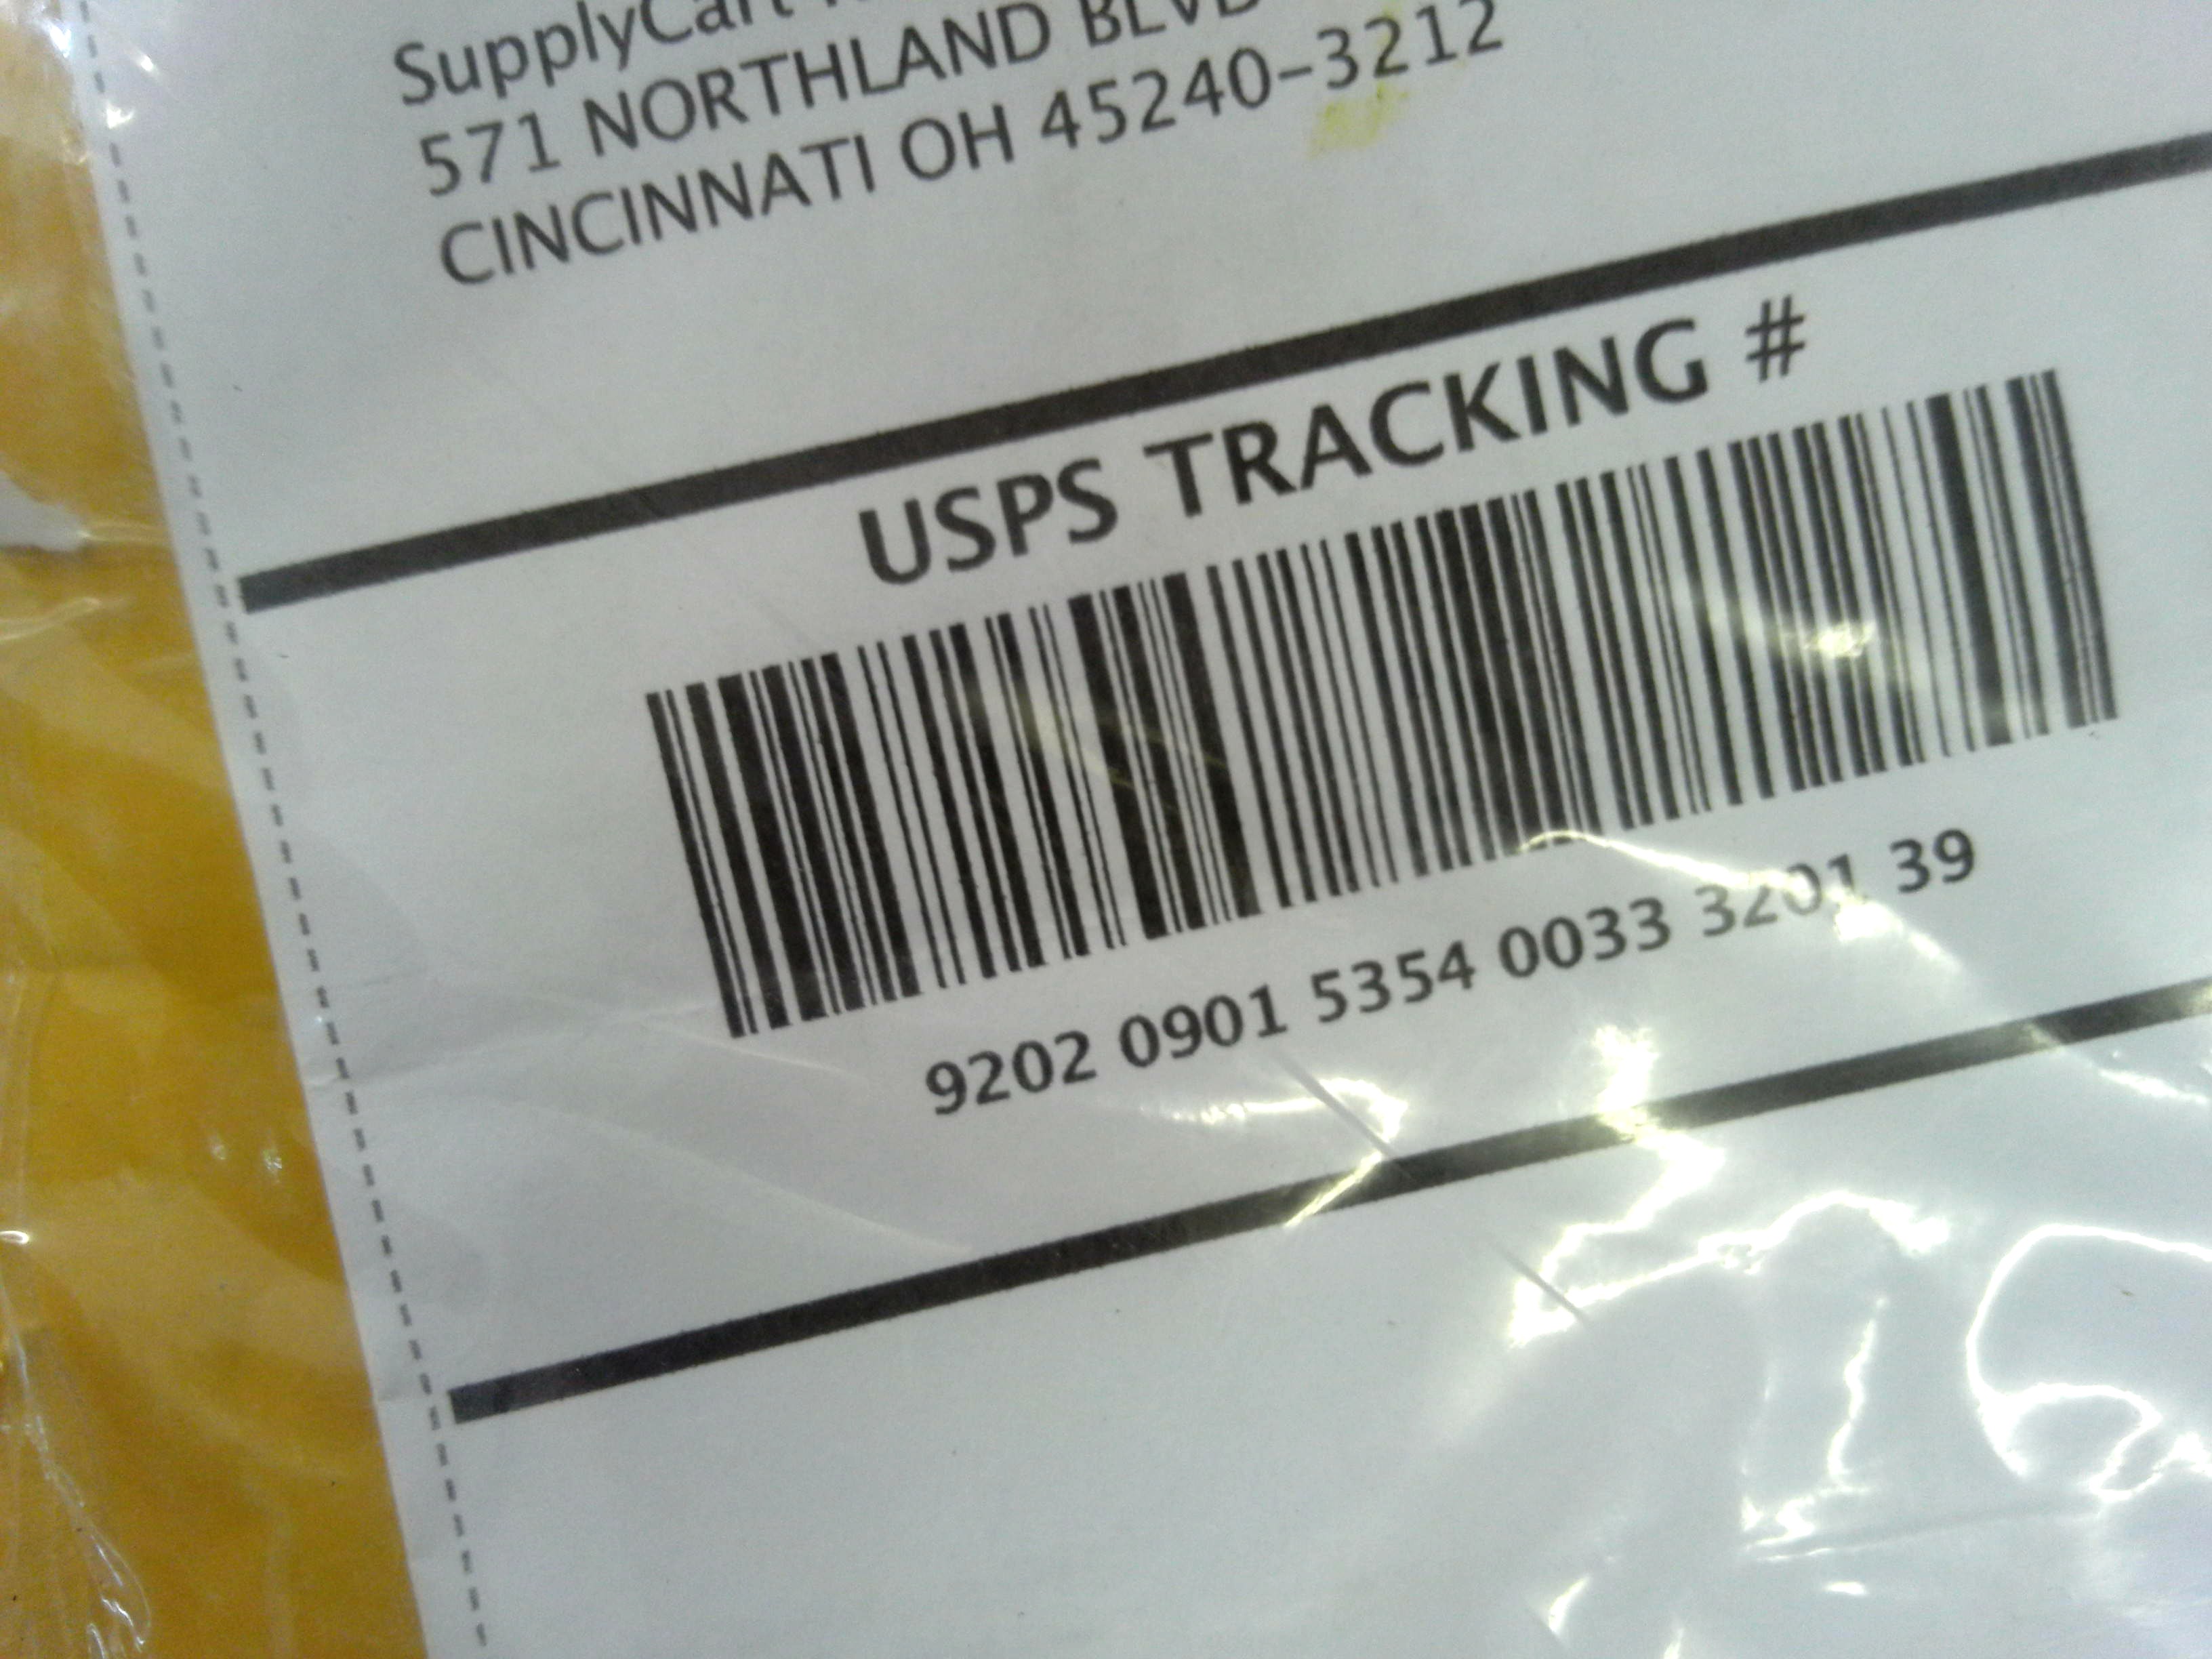 SupplyCart
571 NORTHLAND BLVD
CINCINNATI OH 45240-3212
USPS TRACKING #
9202 0901 5354 0033 3201 39